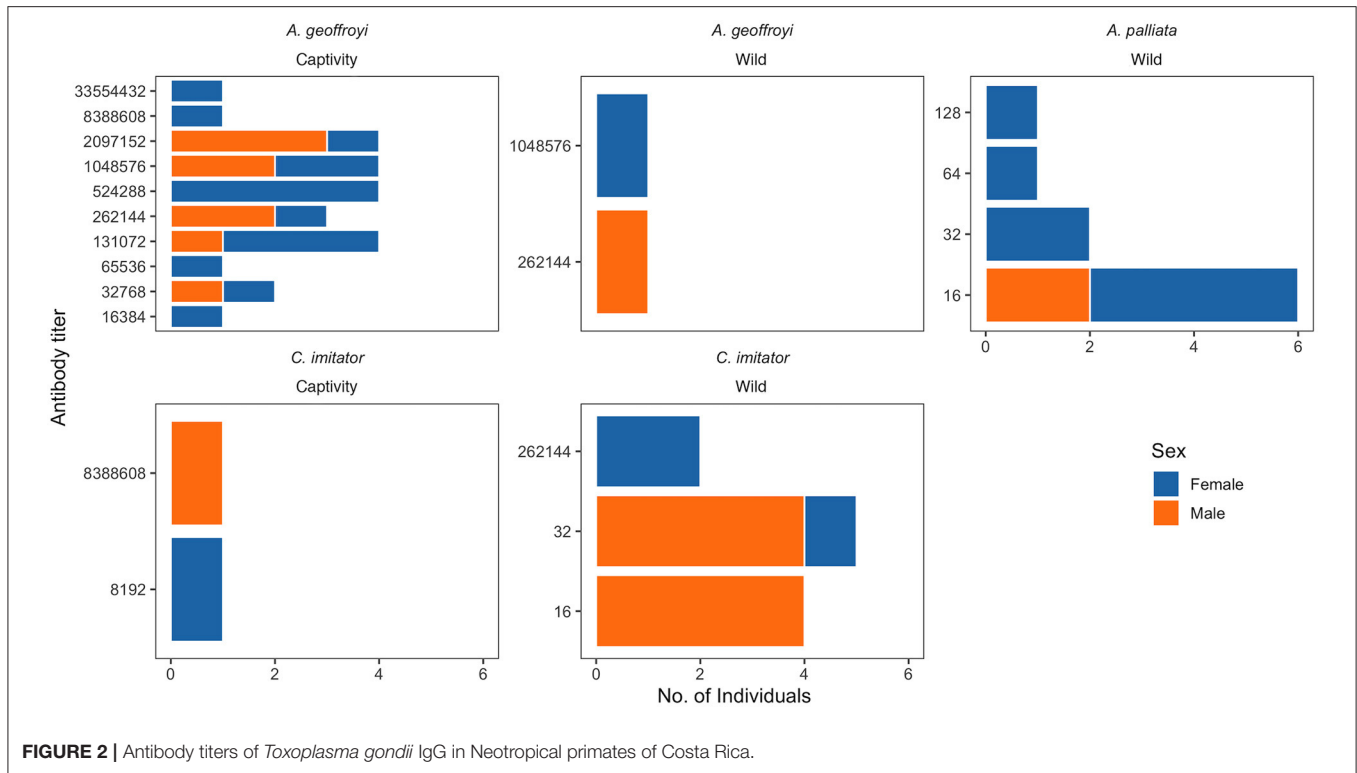 A. geoffroyi
Captivity
33554432
8388608
2097152
1048576
524288
262144
131072
65536
32768
16384
A. geoffroyi
Wild
1048576
262144
A. palliata
Wild
128
64
32
16
0 2 4 6
Antibody titer
C. imitator
Captivity
8388608
8192
0 2 4 6
C. imitator
Wild
262144
32
16
0 2 4 6
No. of Individuals
Sex
Female
Male
FIGURE 2 | Antibody titers of Toxoplasma gondii IgG in Neotropical primates of Costa Rica.